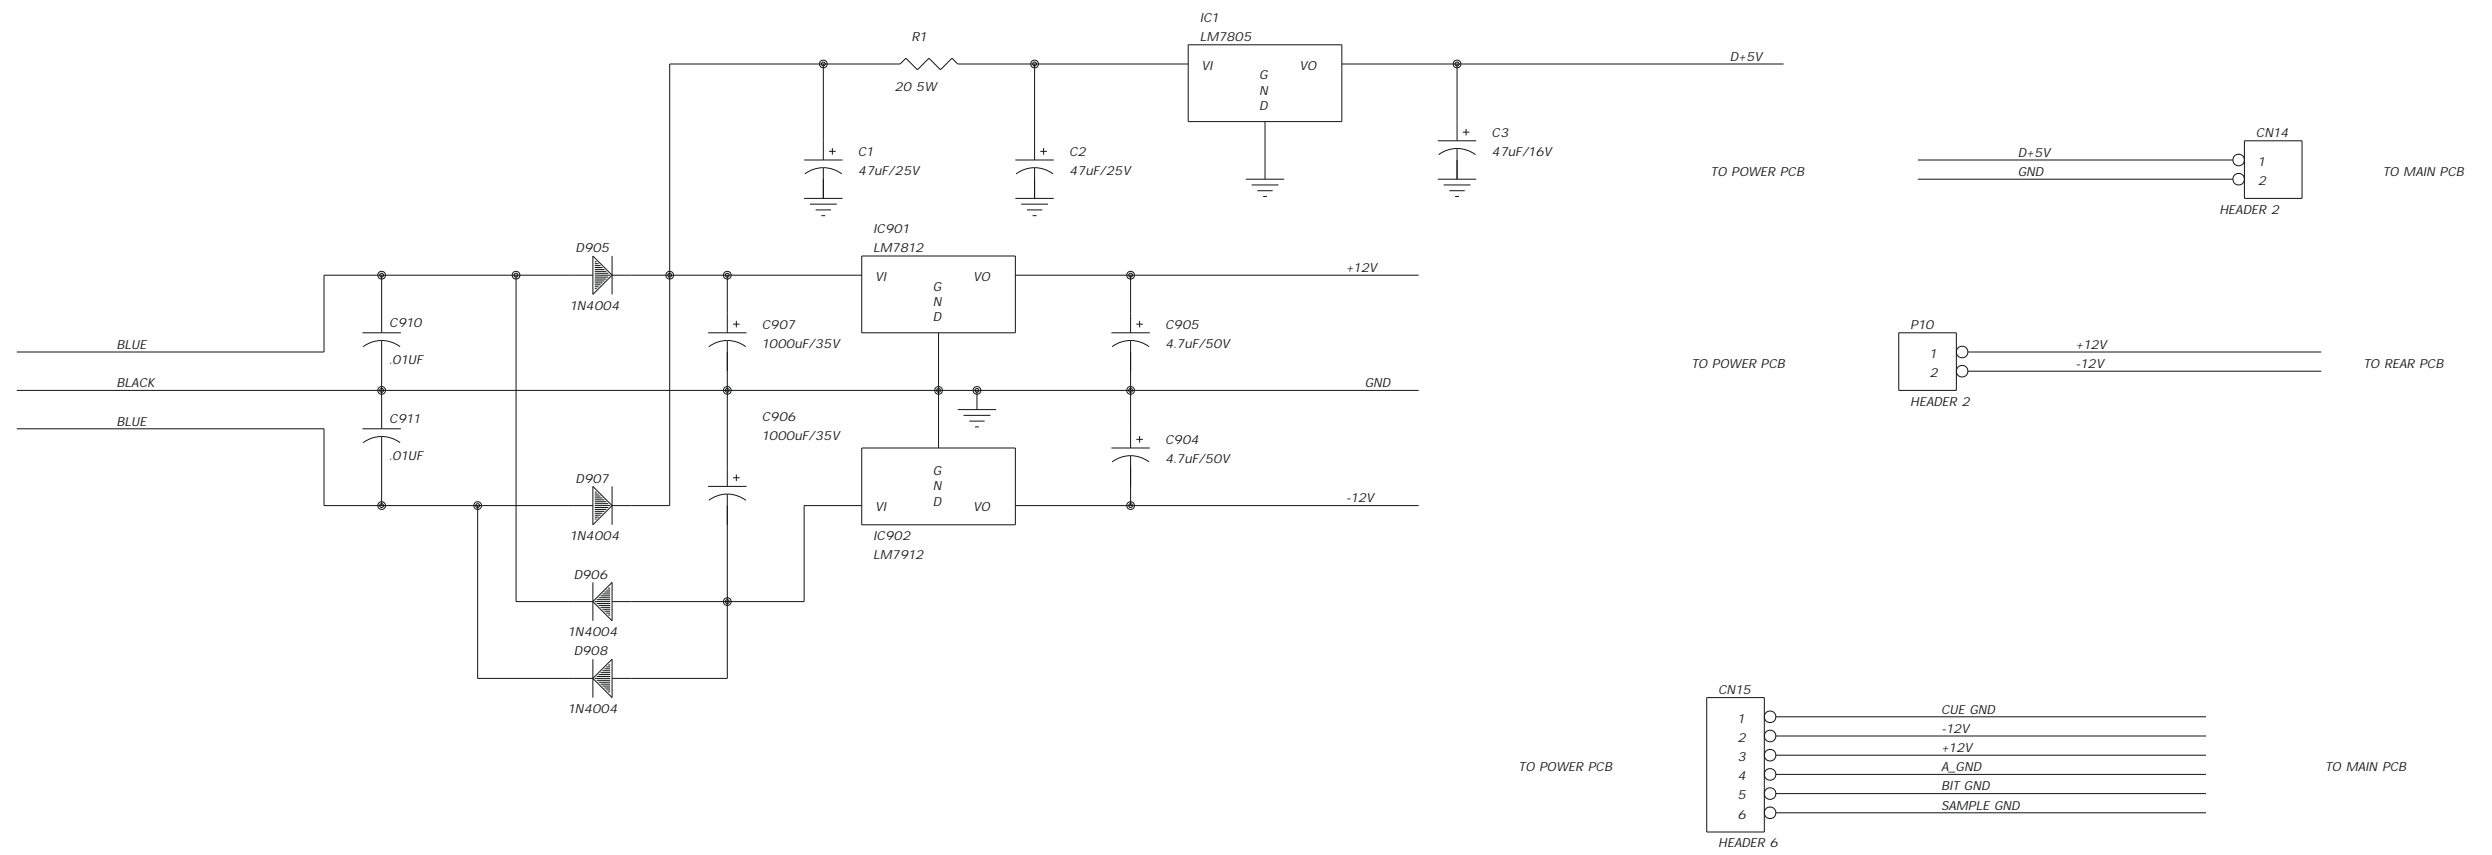 IC1
LM7805
R1
20 5W
VI
VO
G
N
D
D+5V
C1
47uF/25V
C2
47uF/25V
C3
47uF/16V
TO POWER PCB
D+5V
GND
CN14
1
2
HEADER 2
TO MAIN PCB
D905
1N4004
IC901
LM7812
VI
VO
G
N
D
+12V
BLUE
C910
.01UF
C907
1000uF/35V
C905
4.7uF/50V
BLACK
GND
BLUE
C911
.01UF
C906
1000uF/35V
C904
4.7uF/50V
TO POWER PCB
P10
1
2
HEADER 2
+12V
-12V
TO REAR PCB
D907
1N4004
G
N
D
VI
VO
IC902
LM7912
-12V
D906
1N4004
D908
1N4004
TO POWER PCB
CN15
1
2
3
4
5
6
HEADER 6
CUE GND
-12V
+12V
A_GND
BIT GND
SAMPLE GND
TO MAIN PCB